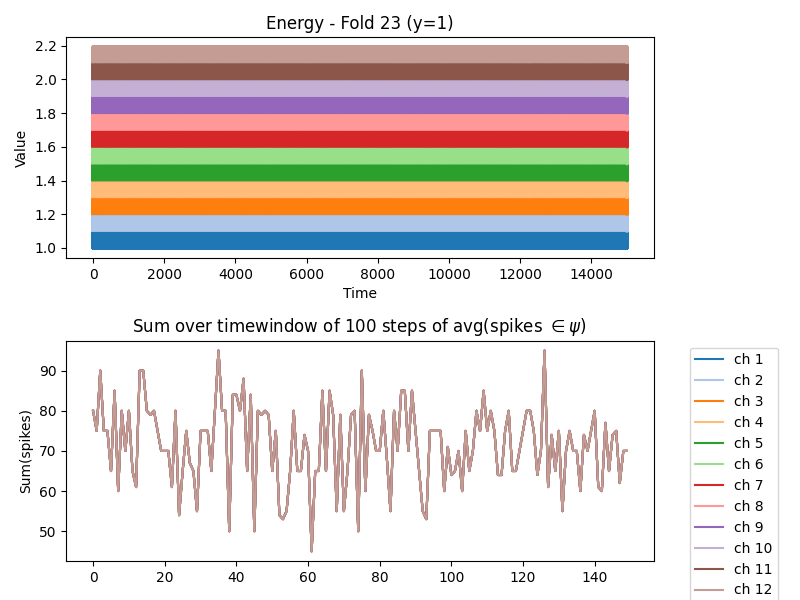 Energy - Fold 23 (y=1)
2.2
2.0
1.8
1.6
1.4
1.2
1.0
Value
0 2000 4000 6000 8000 10000 12000 14000
Time
Sum over timewindow of 100 steps of avg(spikes ∈ ψ)
90
80
70
60
50
Sum(spikes)
0 20 40 60 80 100 120 140
ch 1
ch 2
ch 3
ch 4
ch 5
ch 6
ch 7
ch 8
ch 9
ch 10
ch 11
ch 12